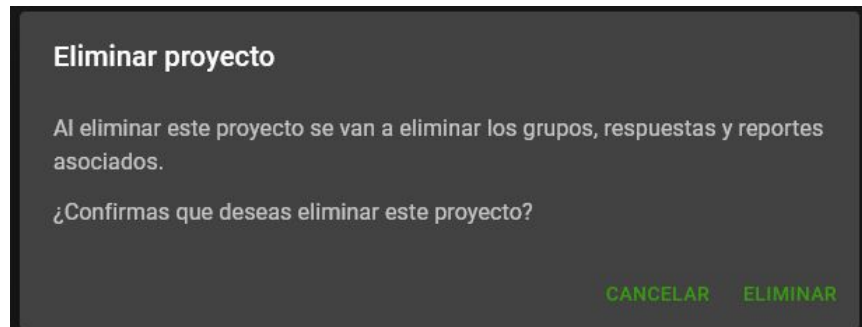 Eliminar proyecto
Al eliminar este proyecto se van a eliminar los grupos, respuestas y reportes
asociados.
¿Confirmas que deseas eliminar este proyecto?
CANCELAR ELIMINAR